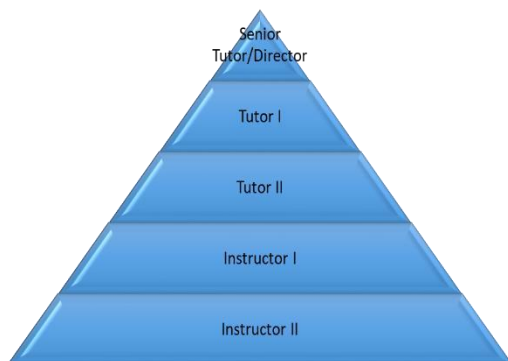 Senior
Tutor/Director
Tutor I
Tutor II
Instructor I
Instructor II